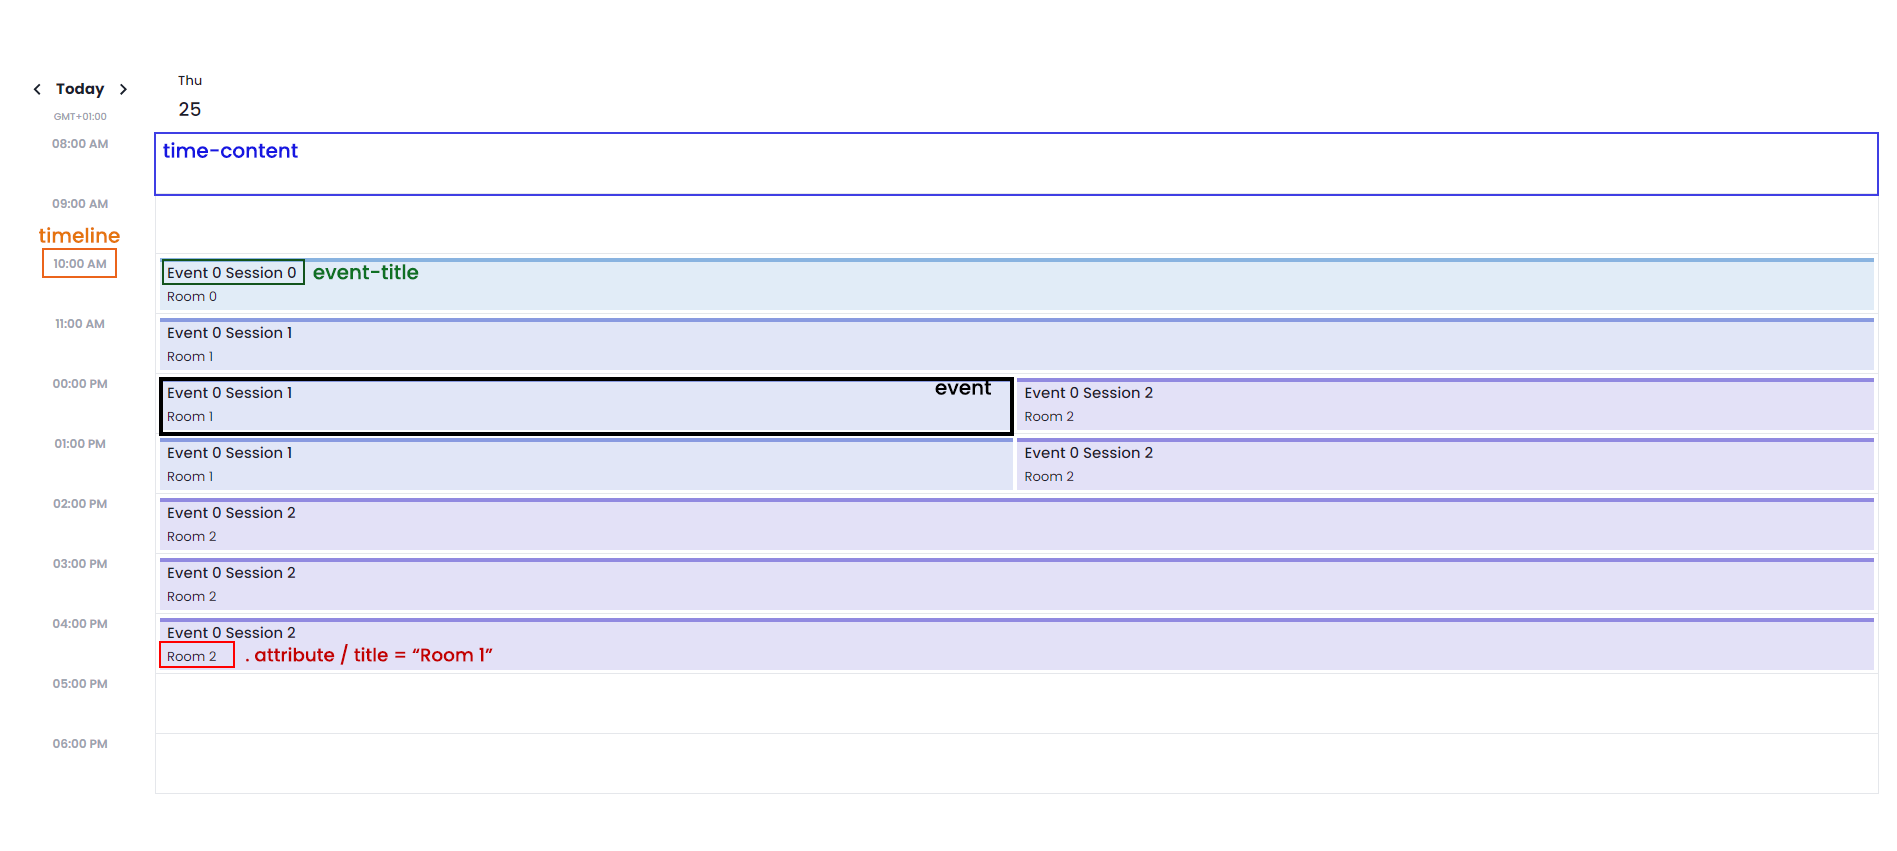 Thu
Today
25
GMT+01:00
08:00 AM
time-content
09:00 AM
timeline
10:00 AM
Event 0 Session 0
event-title
Room 0
11:00 AM
Event 0 Session 1
Room 1
00:00 PM
Event 0 Session 1
event
Event 0 Session 2
Room 1
Room 2
01:00 PM
Event 0 Session 1
Event 0 Session 2
Room 1
Room 2
02:00 PM
Event 0 Session 2
Room 2
03:00 PM
Event 0 Session 2
Room 2
04:00 PM
Event 0 Session 2
Room 2
. attribute / title = “Room 1”
05:00 PM
06:00 PM